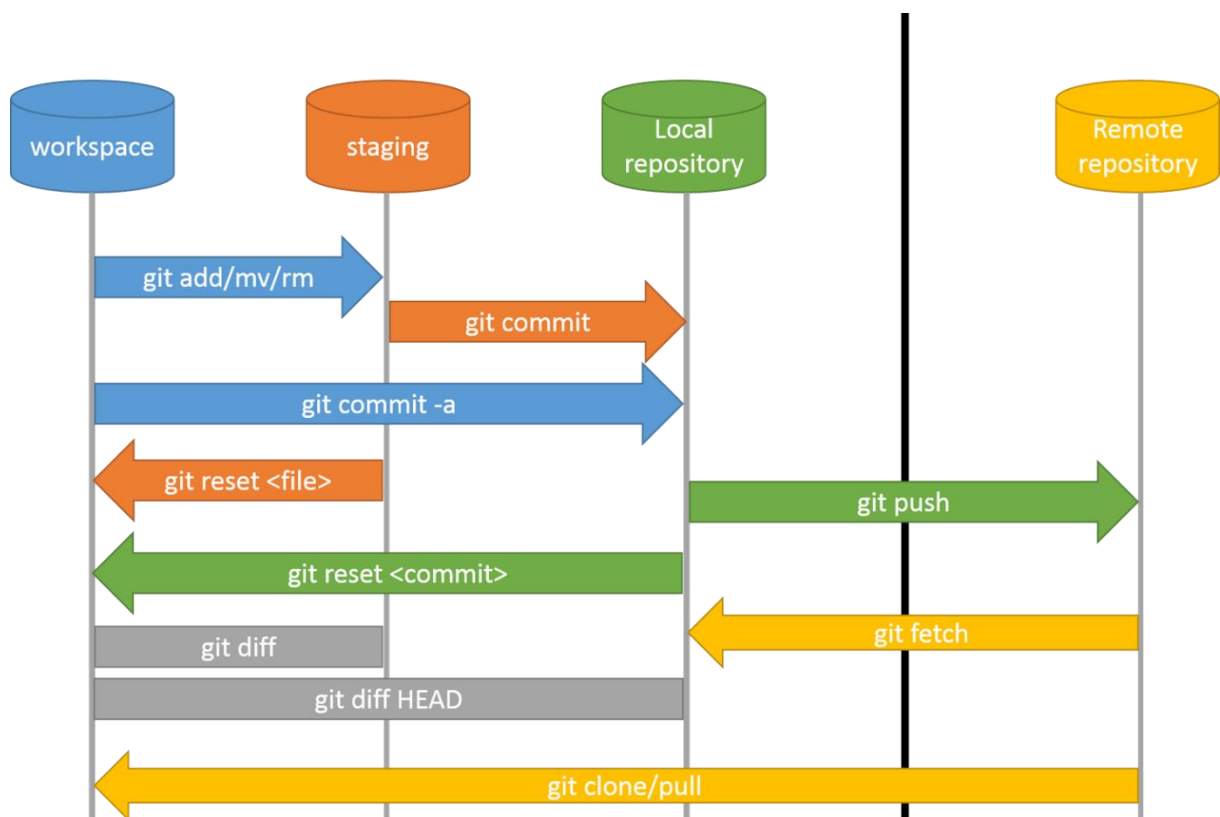 workspace
staging
Local
repository
Remote
repository
git add/mv/rm
git commit
git commit -a
git reset <file>
git push
git reset <commit>
git fetch
git diff
git diff HEAD
git clone/pull